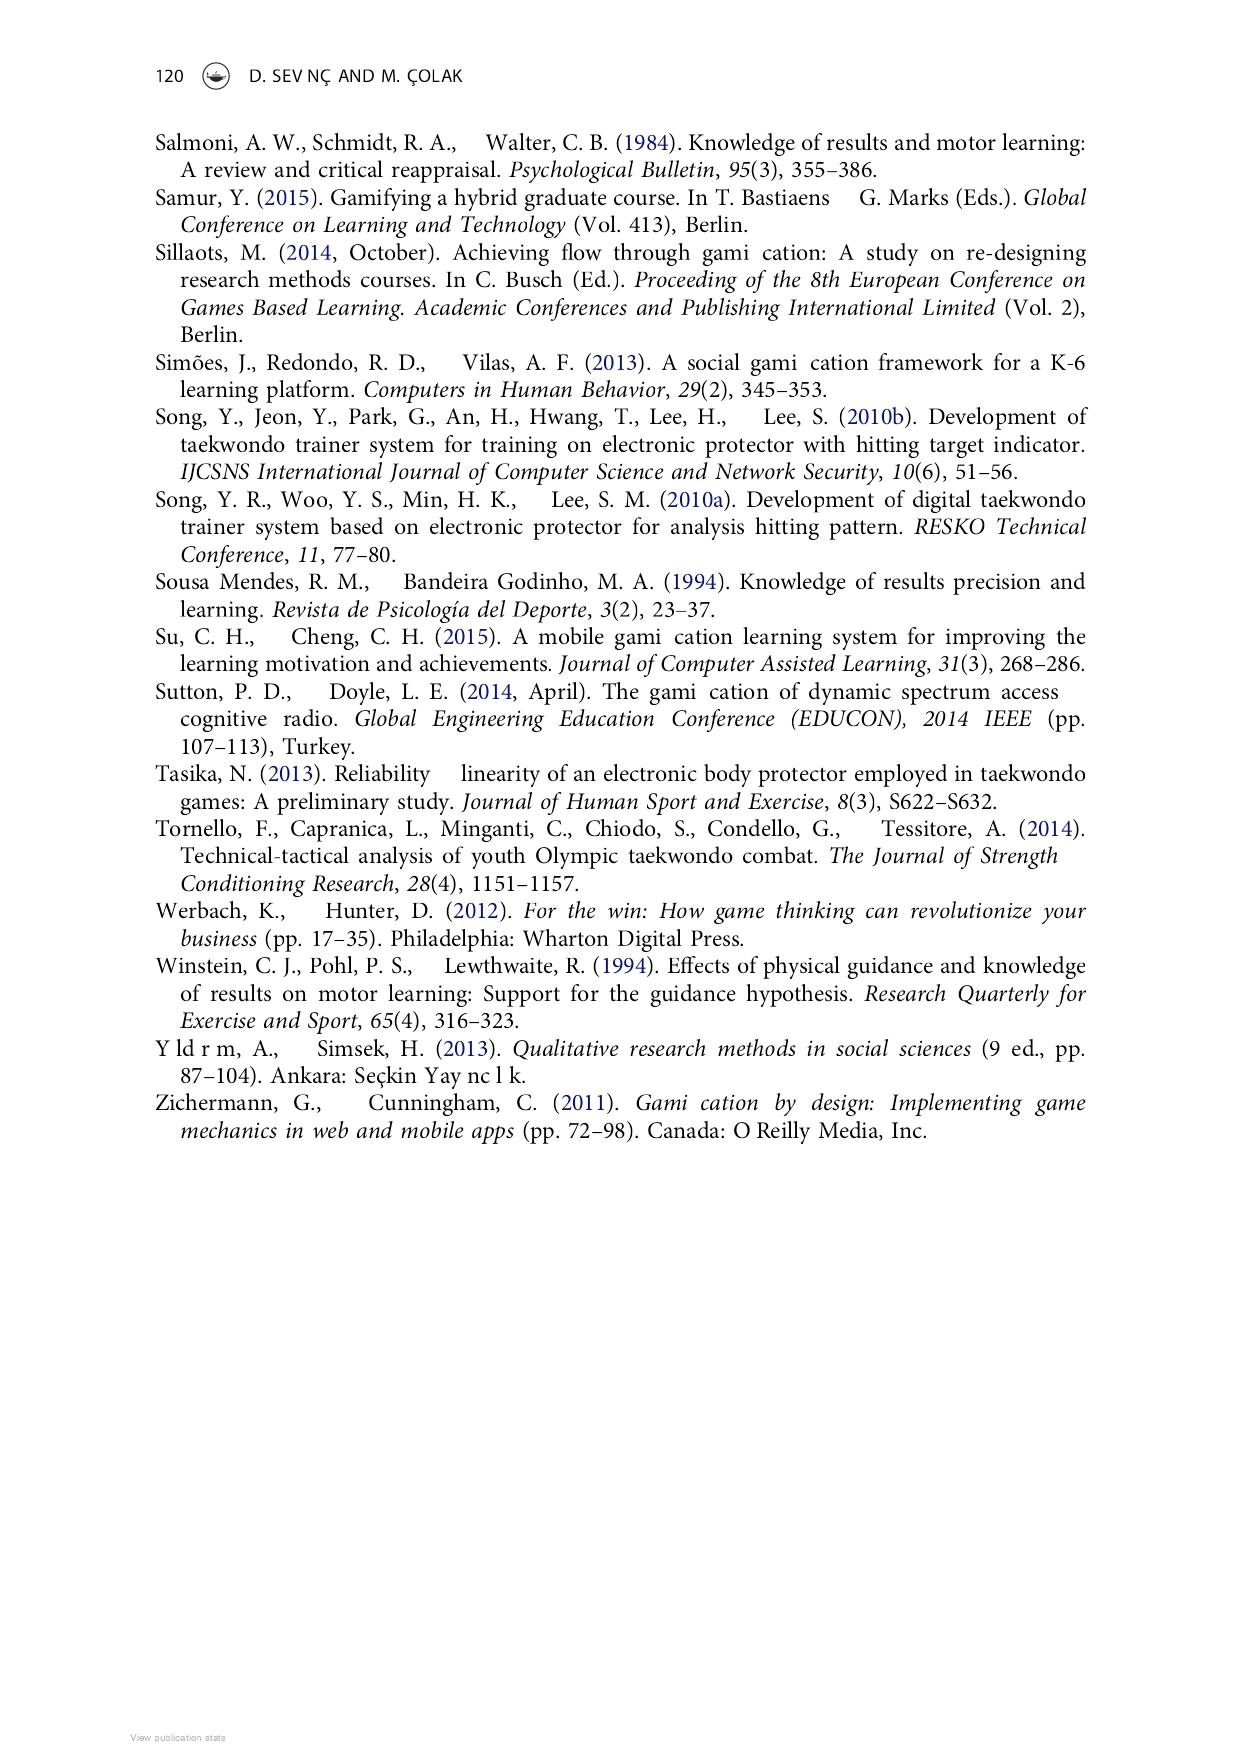 120 D. SEV NÇ AND M. ÇOLAK
Salmoni, A. W., Schmidt, R. A., Walter, C. B. (1984). Knowledge of results and motor learning:
A review and critical reappraisal. Psychological Bulletin, 95(3), 355–386.
Samur, Y. (2015). Gamifying a hybrid graduate course. In T. Bastiaens G. Marks (Eds.). Global
Conference on Learning and Technology (Vol. 413), Berlin.
Sillaots, M. (2014, October). Achieving flow through gami cation: A study on re-designing
research methods courses. In C. Busch (Ed.). Proceeding of the 8th European Conference on
Games Based Learning. Academic Conferences and Publishing International Limited (Vol. 2),
Berlin.
Simões, J., Redondo, R. D., Vilas, A. F. (2013). A social gami cation framework for a K-6
learning platform. Computers in Human Behavior, 29(2), 345–353.
Song, Y., Jeon, Y., Park, G., An, H., Hwang, T., Lee, H., Lee, S. (2010b). Development of
taekwondo trainer system for training on electronic protector with hitting target indicator.
IJCSNS International Journal of Computer Science and Network Security, 10(6), 51–56.
Song, Y. R., Woo, Y. S., Min, H. K., Lee, S. M. (2010a). Development of digital taekwondo
trainer system based on electronic protector for analysis hitting pattern. RESKO Technical
Conference, 11, 77–80.
Sousa Mendes, R. M., Bandeira Godinho, M. A. (1994). Knowledge of results precision and
learning. Revista de Psicología del Deporte, 3(2), 23–37.
Su, C. H., Cheng, C. H. (2015). A mobile gami cation learning system for improving the
learning motivation and achievements. Journal of Computer Assisted Learning, 31(3), 268–286.
Sutton, P. D., Doyle, L. E. (2014, April). The gami cation of dynamic spectrum access
cognitive radio. Global Engineering Education Conference (EDUCON), 2014 IEEE (pp.
107–113), Turkey.
Tasika, N. (2013). Reliability linearity of an electronic body protector employed in taekwondo
games: A preliminary study. Journal of Human Sport and Exercise, 8(3), S622–S632.
Tornello, F., Capranica, L., Minganti, C., Chiodo, S., Condello, G., Tessitore, A. (2014).
Technical-tactical analysis of youth Olympic taekwondo combat. The Journal of Strength
Conditioning Research, 28(4), 1151–1157.
Werbach, K., Hunter, D. (2012). For the win: How game thinking can revolutionize your
business (pp. 17–35). Philadelphia: Wharton Digital Press.
Winstein, C. J., Pohl, P. S., Lewthwaite, R. (1994). Effects of physical guidance and knowledge
of results on motor learning: Support for the guidance hypothesis. Research Quarterly for
Exercise and Sport, 65(4), 316–323.
Y ld r m, A., Simsek, H. (2013). Qualitative research methods in social sciences (9 ed., pp.
87–104). Ankara: Seçkin Yay nc l k.
Zichermann, G., Cunningham, C. (2011). Gami cation by design: Implementing game
mechanics in web and mobile apps (pp. 72–98). Canada: O Reilly Media, Inc.
View publication stats